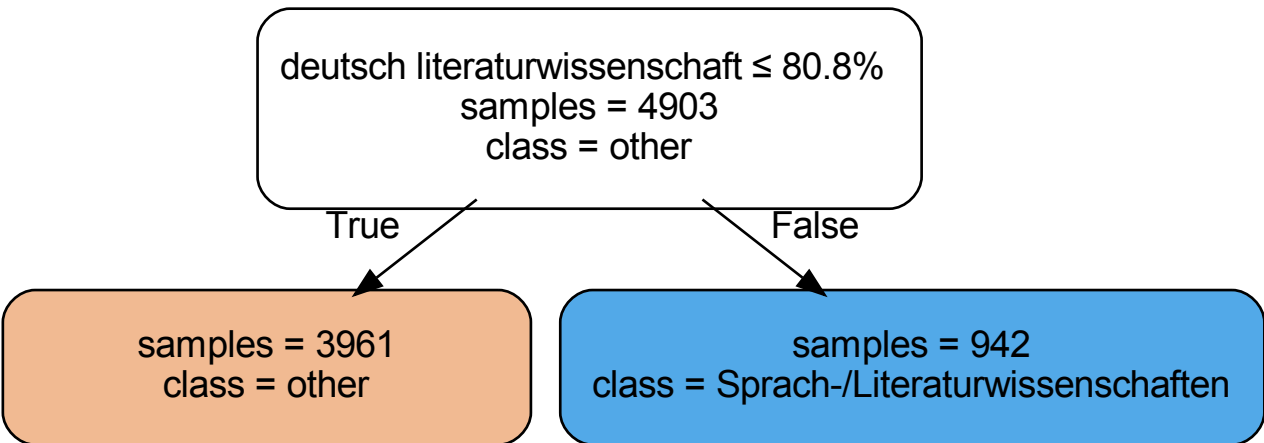 deutsch literaturwissenschaft ≤ 80.8%
samples = 4903
class = other
True
False
samples = 3961
class = other
samples = 942
class = Sprach-/Literaturwissenschaften